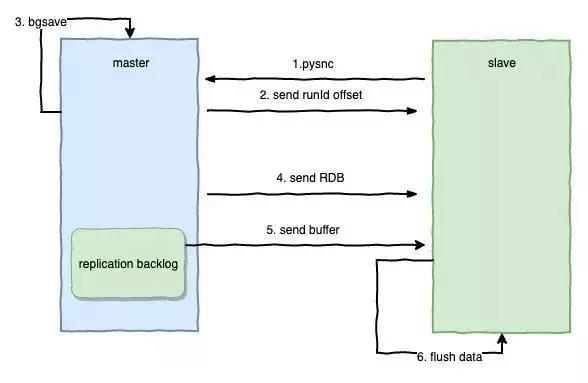 3. bgsave
master
slave
1.pysnc
2. send runId offset
4. send RDB
5. send buffer
replication backlog
6. flush data